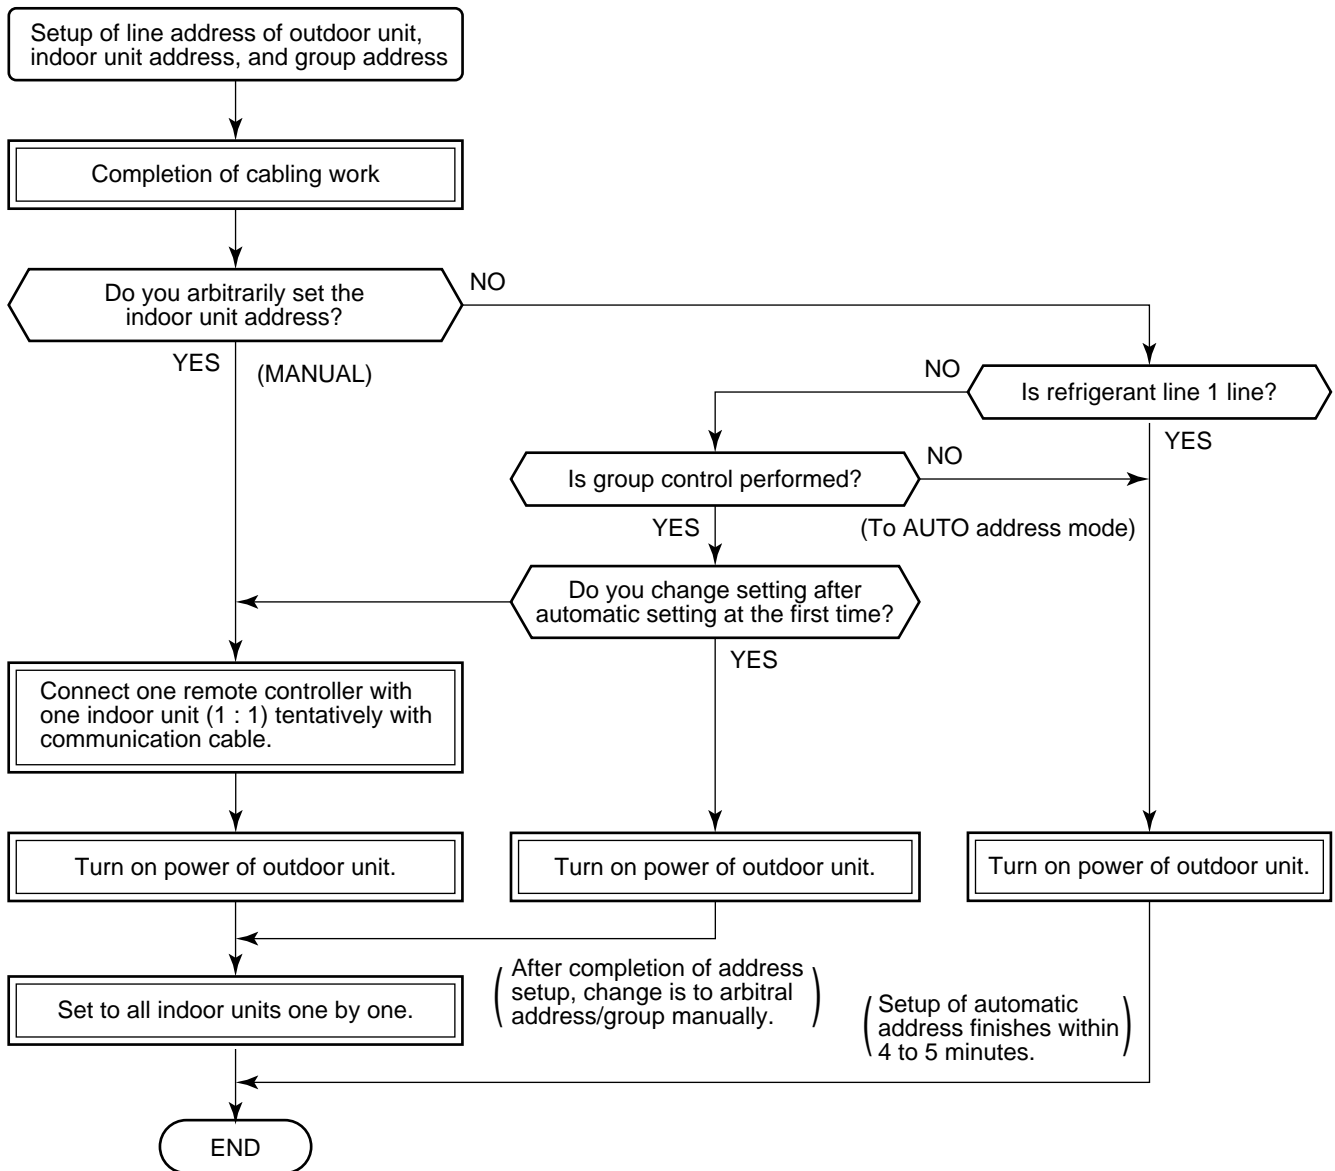 Setup of line address of outdoor unit,
indoor unit address, and group address
Completion of cabling work
Do you arbitrarily set the
indoor unit address?
NO
YES
(MANUAL)
NO
Is refrigerant line 1 line?
YES
Is group control performed?
NO
YES
(To AUTO address mode)
Do you change setting after
automatic setting at the first time?
YES
Connect one remote controller with
one indoor unit (1 : 1) tentatively with
communication cable.
Turn on power of outdoor unit.
Turn on power of outdoor unit.
Turn on power of outdoor unit.
(After completion of address
setup, change is to arbitral
address/group manually.)
Set to all indoor units one by one.
(Setup of automatic
address finishes within
4 to 5 minutes.)
END